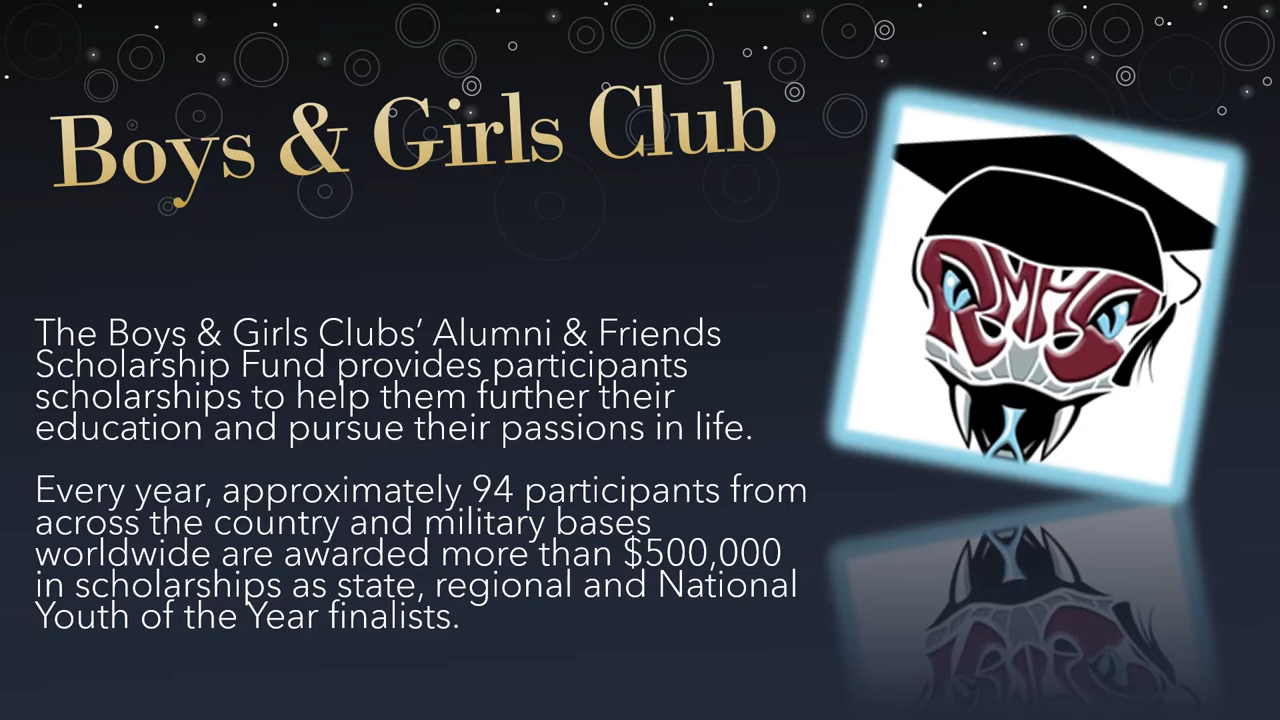 Boys & Girls Club
The Boys & Girls Clubs’ Alumni & Friends
Scholarship Fund provides participants
scholarships to help them further their
education and pursue their passions in life.
Every year, approximately 94 participants from
across the country and military bases
worldwide are awarded more than $500,000
in scholarships as state, regional and National
Youth of the Year finalists.
RMHS